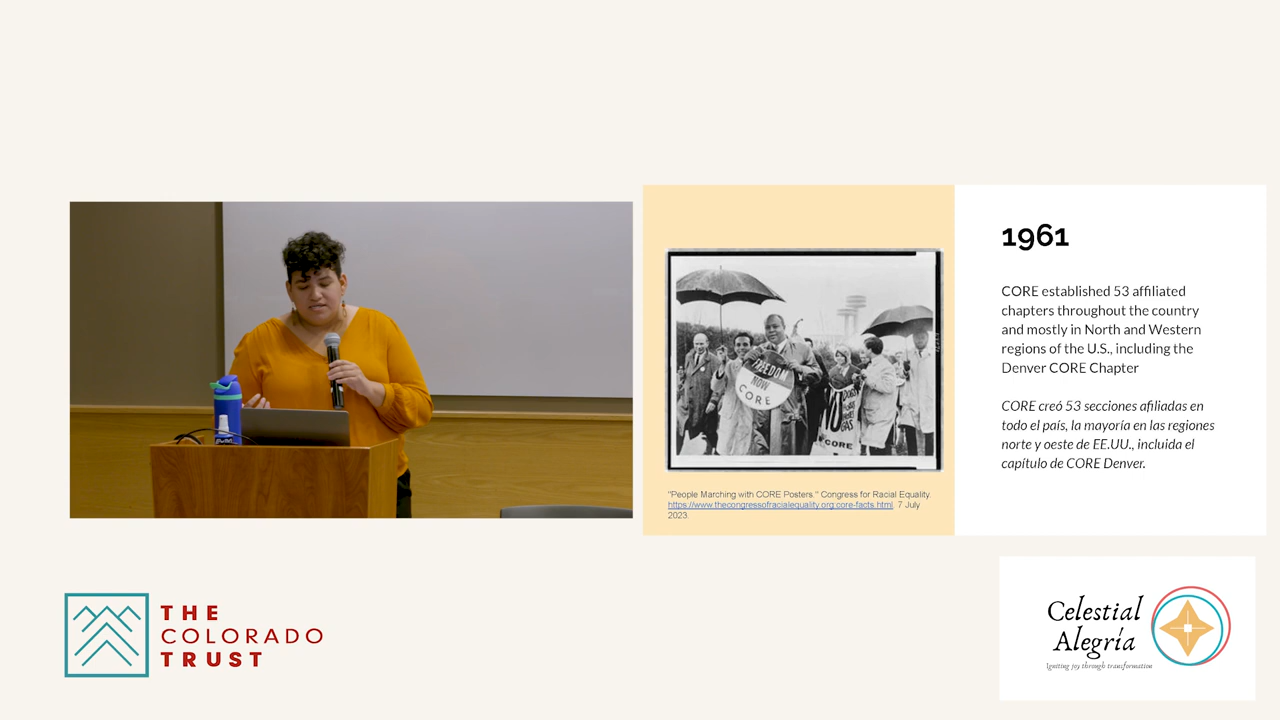 FREEDOM
NOW
CORE
NO
CORE
"People Marching with CORE Posters." Congress for Racial Equality.
https://www.thecongressofracialequality.org:core-facts.html. 7 July
2023.
1961
CORE established 53 affiliated
chapters throughout the country
and mostly in North and Western
regions of the U.S., including the
Denver CORE Chapter
CORE creó 53 secciones afiliadas en
todo el país, la mayoría en las regiones
norte y oeste de EE.UU., incluida el
capítulo de CORE Denver.
THE
COLORADO
TRUST
Celestial
Alegría
Igniting joy through transformation